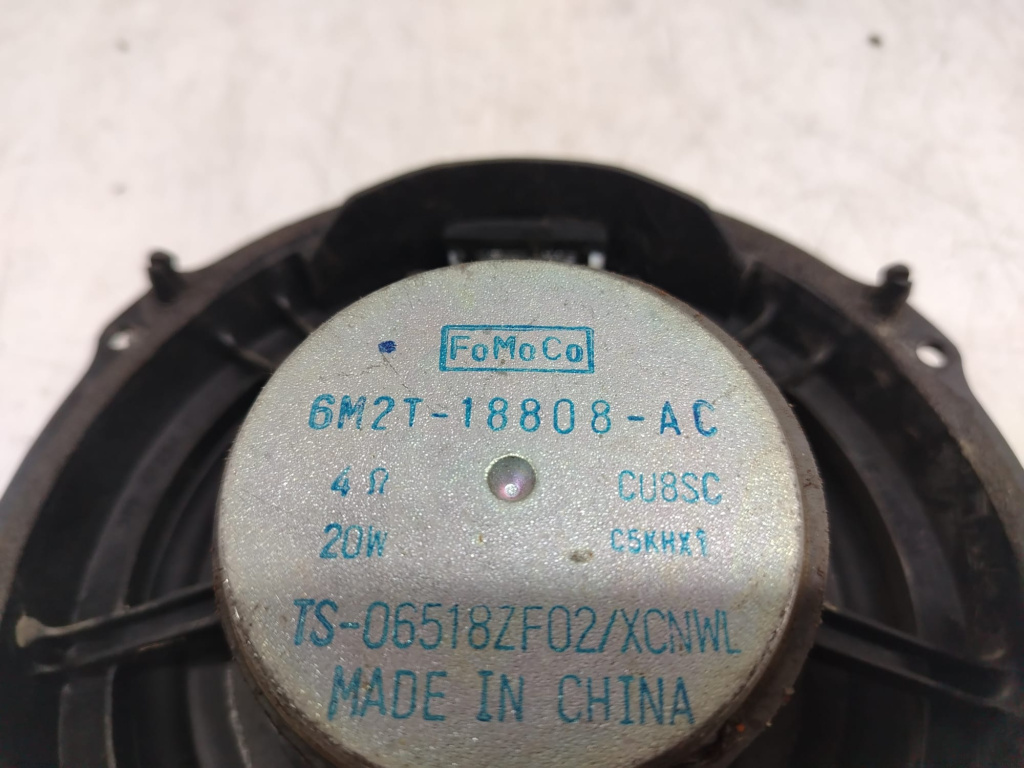 FoMoCo
6M2T-18808-AC
4 Ω CU8SC
20W C5KHX1
TS-06518ZF02/XCNWL
MADE IN CHINA